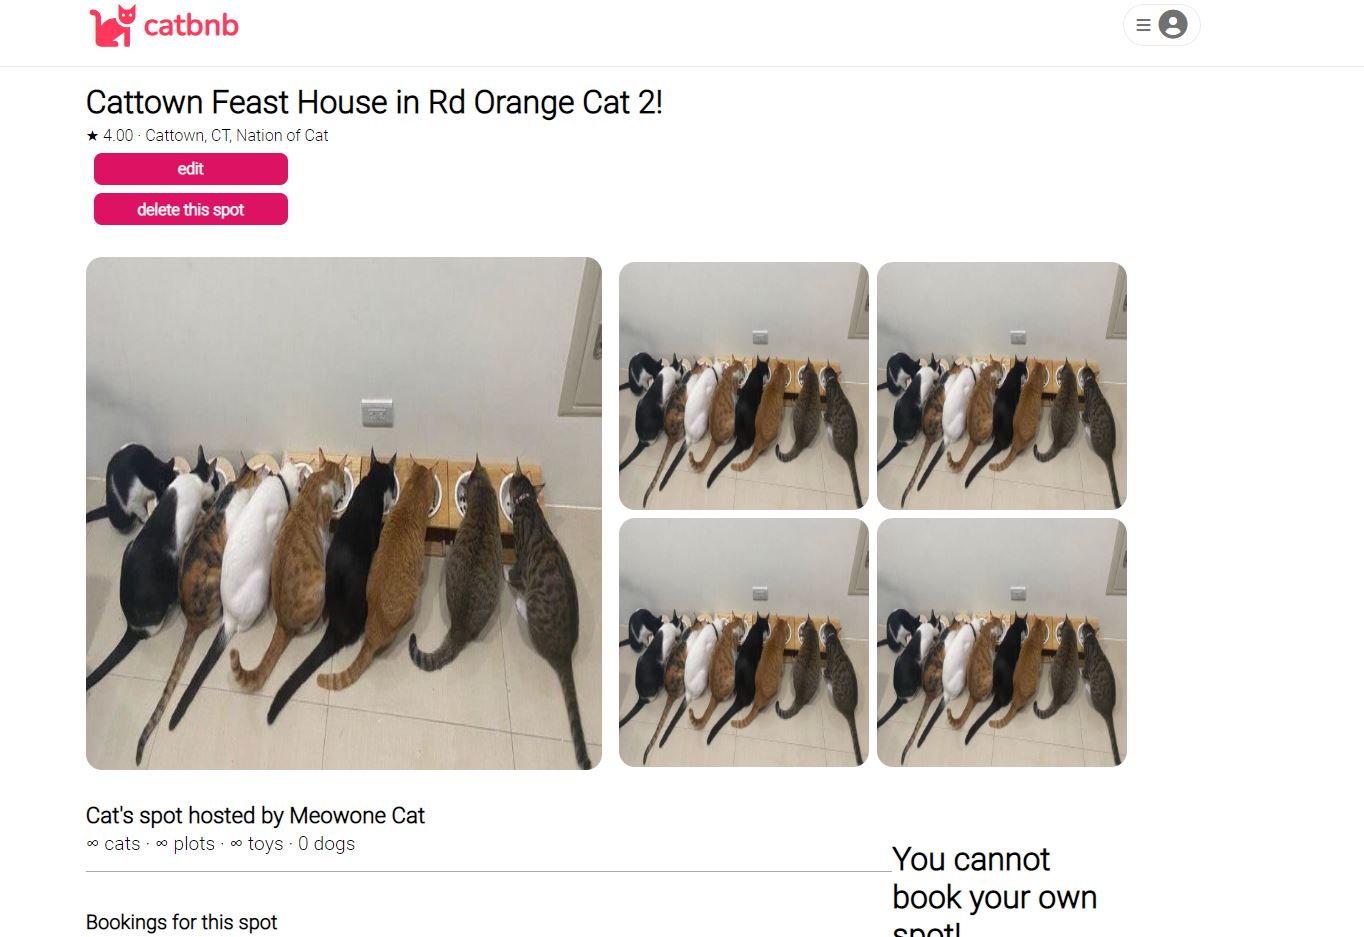 catbnb
Cattown Feast House in Rd Orange Cat 2!
★ 4.00 · Cattown, CT, Nation of Cat
edit
delete this spot
Cat's spot hosted by Meowone Cat
∞ cats · ∞ plots · ∞ toys · 0 dogs
You cannot
book your own
spot!
Bookings for this spot